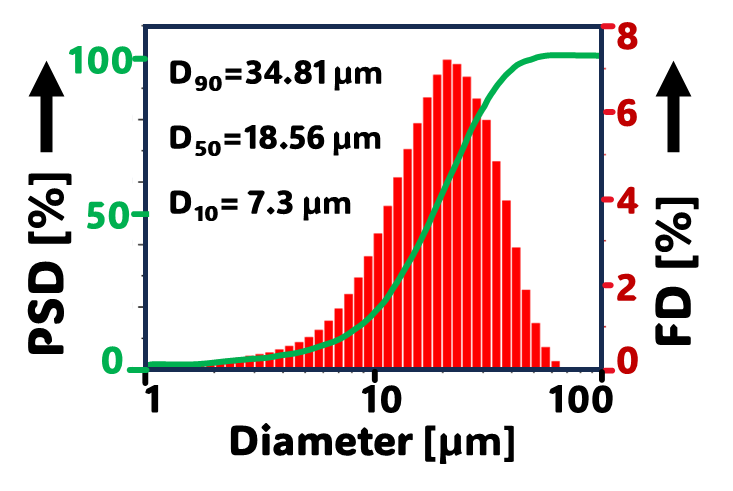 PSD [%]
100
50
0
D90=34.81 µm
D50=18.56 µm
D10= 7.3 µm
8
6
4
2
0
FD [%]
1
10
100
Diameter [µm]